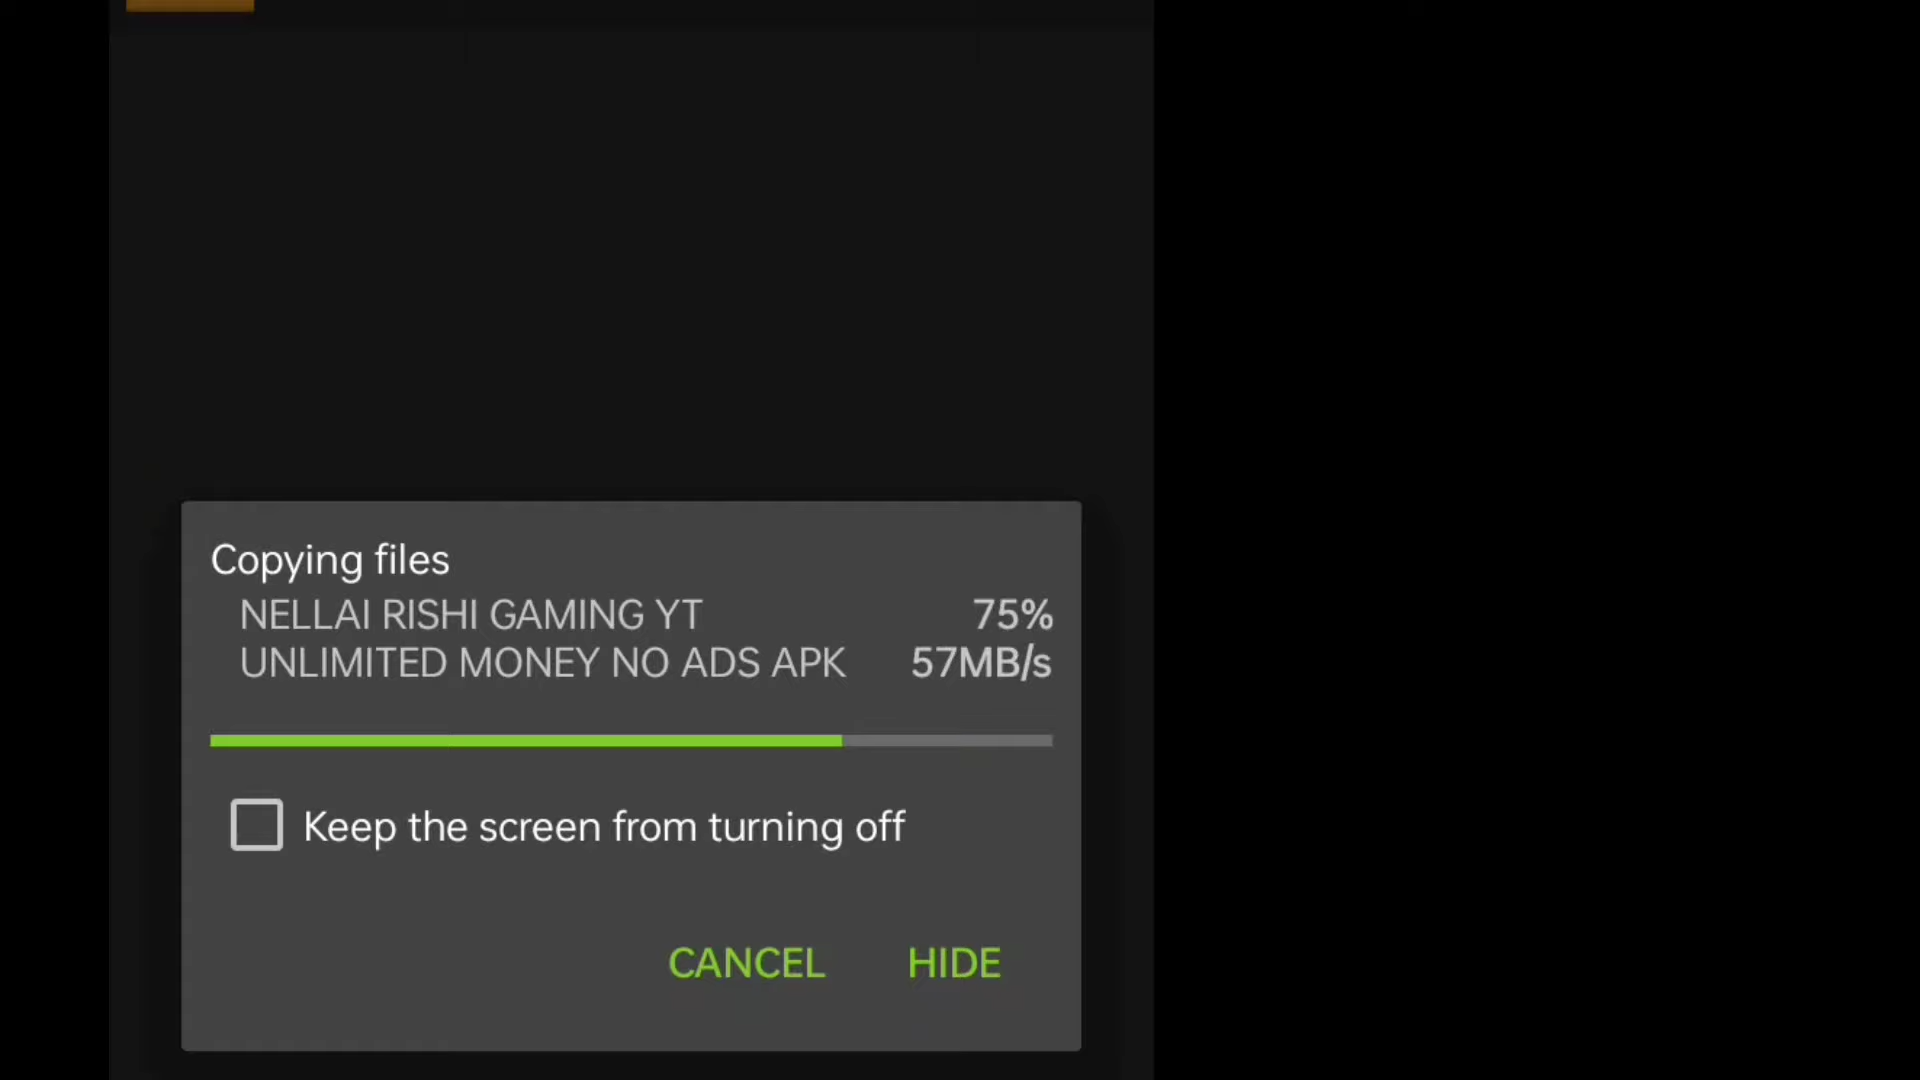 Copying files
NELLAI RISHI GAMING YT 75%
UNLIMITED MONEY NO ADS APK 57MB/s
Keep the screen from turning off
CANCEL HIDE